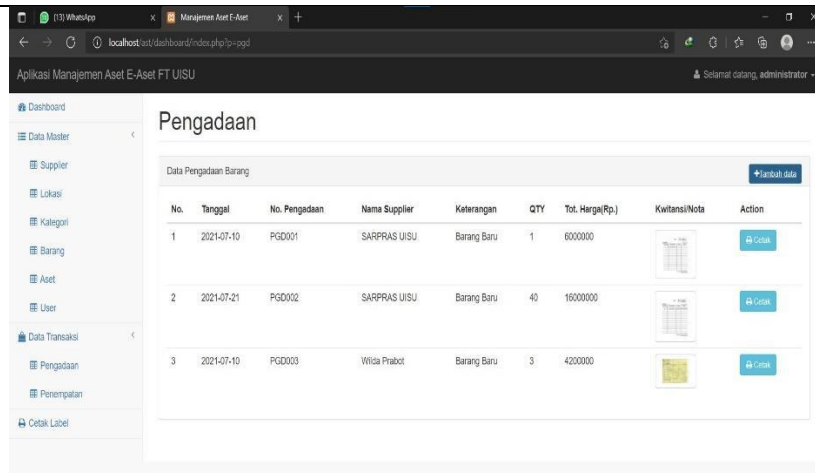 (13) WhatsApp
Manajemen Aset E-Aset
localhost/ast/dashboard/index.php?p=pgd
Aplikasi Manajemen Aset E-Aset FT UISU
Selamat datang, administrator
Dashboard
Data Master
Supplier
Lokasi
Kategori
Barang
Aset
User
Data Transaksi
Pengadaan
Penempatan
Cetak Label
Pengadaan
Data Pengadaan Barang
+Tambah data
No. Tanggal No. Pengadaan Nama Supplier Keterangan QTY Tot. Harga(Rp.) Kwitansi/Nota Action
1 2021-07-10 PGD001 SARPRAS UISU Barang Baru 1 6000000 Cetak
2 2021-07-21 PGD002 SARPRAS UISU Barang Baru 40 16000000 Cetak
3 2021-07-10 PGD003 Wilda Prabot Barang Baru 3 4200000 Cetak